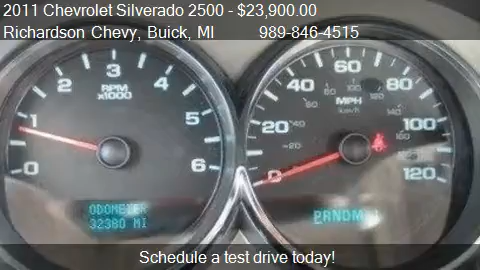 2011 Chevrolet Silverado 2500 - $23,900.00
Richardson Chevy, Buick, MI 989-846-4515
0 1 2 3 4 5 6
RPM
x1000
0 20 40 60 80 100 120
MPH
km/h
ODOMETER
32380 MI
PRNDM
Schedule a test drive today!